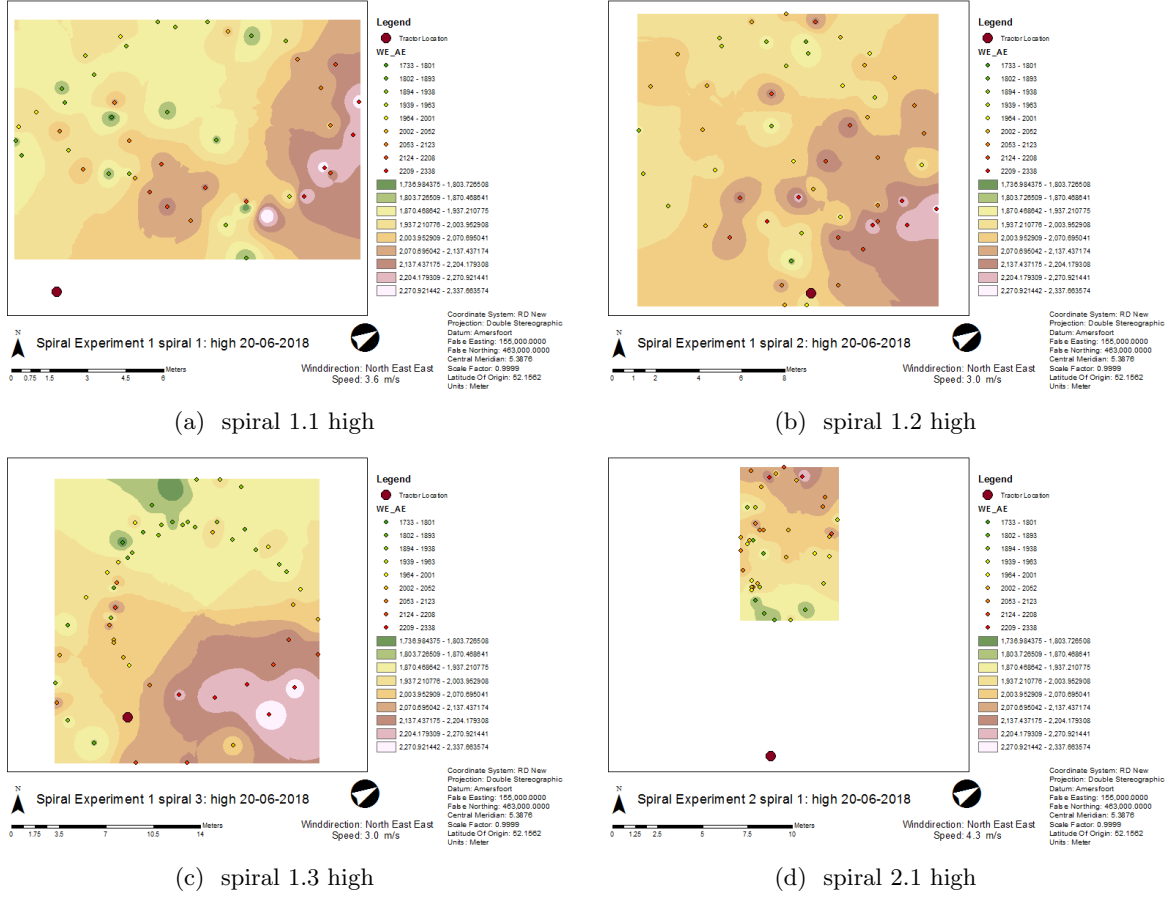 Legend
Tractor Location
WE_AE
1733 - 1801
1802 - 1893
1894 - 1938
1939 - 1963
1964 - 2001
2002 - 2052
2053 - 2123
2124 - 2208
2209 - 2338
1,736.984375 - 1,803.726508
1,803.726509 - 1,870.468641
1,870.468642 - 1,937.210775
1,937.210776 - 2,003.952908
2,003.952909 - 2,070.695041
2,070.695042 - 2,137.437174
2,137.437175 - 2,204.179308
2,204.179309 - 2,270.921441
2,270.921442 - 2,337.663574
N
Spiral Experiment 1 spiral 1: high 20-06-2018
0 0.75 1.5 3 4.5 6 Meters
Winddirection: North East East
Speed: 3.6 m/s
Coordinate System: RD New
Projection: Double Stereographic
Datum: Amersfoort
False Easting: 155,000.0000
False Northing: 463,000.0000
Central Meridian: 5.3876
Scale Factor: 0.9999
Latitude Of Origin: 52.1562
Units: Meter
(a) spiral 1.1 high
Legend
Tractor Location
WE_AE
1733 - 1801
1802 - 1893
1894 - 1938
1939 - 1963
1964 - 2001
2002 - 2052
2053 - 2123
2124 - 2208
2209 - 2338
1,736.984375 - 1,803.726508
1,803.726509 - 1,870.468641
1,870.468642 - 1,937.210775
1,937.210776 - 2,003.952908
2,003.952909 - 2,070.695041
2,070.695042 - 2,137.437174
2,137.437175 - 2,204.179308
2,204.179309 - 2,270.921441
2,270.921442 - 2,337.663574
N
Spiral Experiment 1 spiral 2: high 20-06-2018
0 1 2 4 6 8 Meters
Winddirection: North East East
Speed: 3.0 m/s
Coordinate System: RD New
Projection: Double Stereographic
Datum: Amersfoort
False Easting: 155,000.0000
False Northing: 463,000.0000
Central Meridian: 5.3876
Scale Factor: 0.9999
Latitude Of Origin: 52.1562
Units: Meter
(b) spiral 1.2 high
Legend
Tractor Location
WE_AE
1733 - 1801
1802 - 1893
1894 - 1938
1939 - 1963
1964 - 2001
2002 - 2052
2053 - 2123
2124 - 2208
2209 - 2338
1,736.984375 - 1,803.726508
1,803.726509 - 1,870.468641
1,870.468642 - 1,937.210775
1,937.210776 - 2,003.952908
2,003.952909 - 2,070.695041
2,070.695042 - 2,137.437174
2,137.437175 - 2,204.179308
2,204.179309 - 2,270.921441
2,270.921442 - 2,337.663574
N
Spiral Experiment 1 spiral 3: high 20-06-2018
0 1.75 3.5 7 10.5 14 Meters
Winddirection: North East East
Speed: 3.0 m/s
Coordinate System: RD New
Projection: Double Stereographic
Datum: Amersfoort
False Easting: 155,000.0000
False Northing: 463,000.0000
Central Meridian: 5.3876
Scale Factor: 0.9999
Latitude Of Origin: 52.1562
Units: Meter
(c) spiral 1.3 high
Legend
Tractor Location
WE_AE
1733 - 1801
1802 - 1893
1894 - 1938
1939 - 1963
1964 - 2001
2002 - 2052
2053 - 2123
2124 - 2208
2209 - 2338
1,736.984375 - 1,803.726508
1,803.726509 - 1,870.468641
1,870.468642 - 1,937.210775
1,937.210776 - 2,003.952908
2,003.952909 - 2,070.695041
2,070.695042 - 2,137.437174
2,137.437175 - 2,204.179308
2,204.179309 - 2,270.921441
2,270.921442 - 2,337.663574
N
Spiral Experiment 2 spiral 1: high 20-06-2018
0 1.25 2.5 5 7.5 10 Meters
Winddirection: North East East
Speed: 4.3 m/s
Coordinate System: RD New
Projection: Double Stereographic
Datum: Amersfoort
False Easting: 155,000.0000
False Northing: 463,000.0000
Central Meridian: 5.3876
Scale Factor: 0.9999
Latitude Of Origin: 52.1562
Units: Meter
(d) spiral 2.1 high